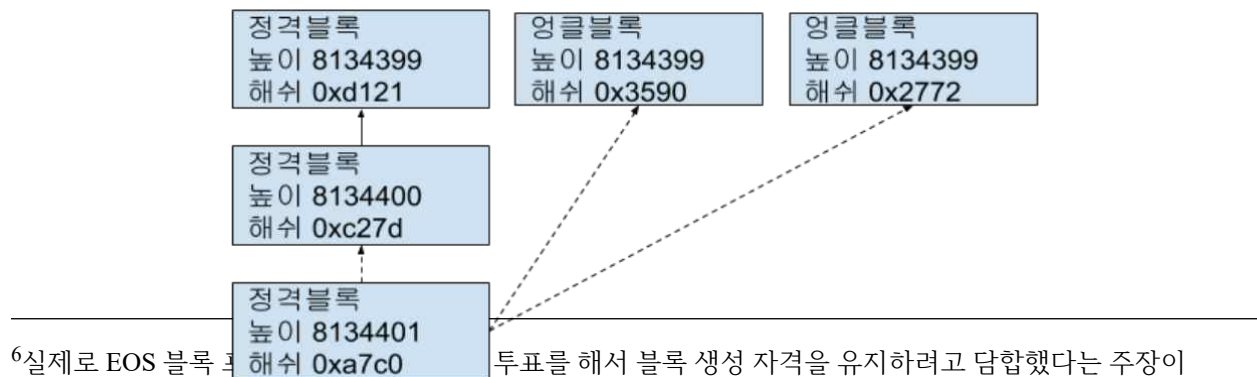 정격블록
높이 8134399
해쉬 0xd121
엉클블록
높이 8134399
해쉬 0x3590
엉클블록
높이 8134399
해쉬 0x2772
정격블록
높이 8134400
해쉬 0xc27d
정격블록
높이 8134401
해쉬 0xa7c0
6실제로 EOS 블록 투표를 해서 블록 생성 자격을 유지하려고 담합했다는 주장이